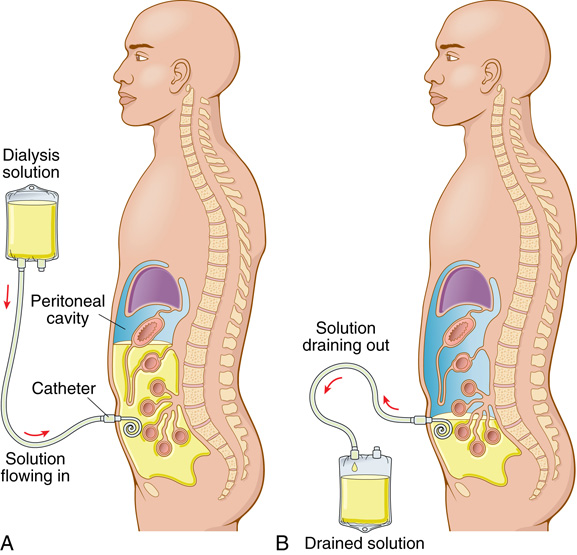 Dialysis
solution
Peritoneal
cavity
Catheter
Solution
flowing in
A
Solution
draining out
B
Drained solution